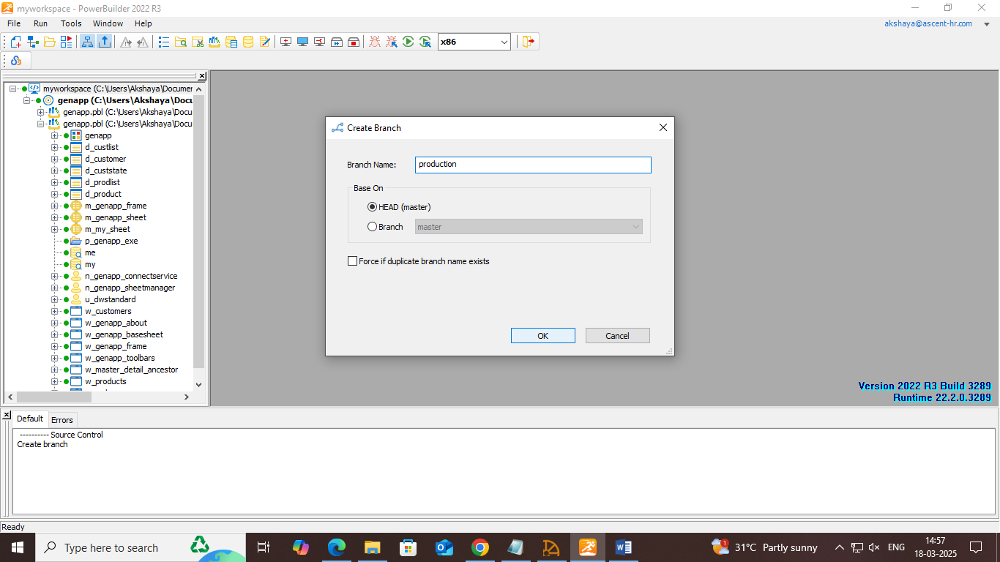 myworkspace - PowerBuilder 2022 R3
File Run Tools Window Help
akshaya@ascent-hr.com
x86
myworkspace (C:\Users\Akshaya\Documer
genapp (C:\Users\Akshaya\Docu
genapp.pbl (C:\Users\Akshaya\Docu
genapp.pbl (C:\Users\Akshaya\Docu
genapp
d_custlist
d_customer
d_custstate
d_prodlist
d_product
m_genapp_frame
m_genapp_sheet
m_my_sheet
p_genapp_exe
me
my
n_genapp_connectservice
n_genapp_sheetmanager
u_dwstandard
w_customers
w_genapp_about
w_genapp_basesheet
w_genapp_frame
w_genapp_toolbars
w_master_detail_ancestor
w_products
Create Branch
Branch Name: production
Base On
HEAD (master)
Branch master
Force if duplicate branch name exists
OK Cancel
Version 2022 R3 Build 3289
Runtime 22.2.0.3289
Default Errors
---------- Source Control
Create branch
Ready
Type here to search
1
31°C Partly sunny
ENG
14:57
18-03-2025